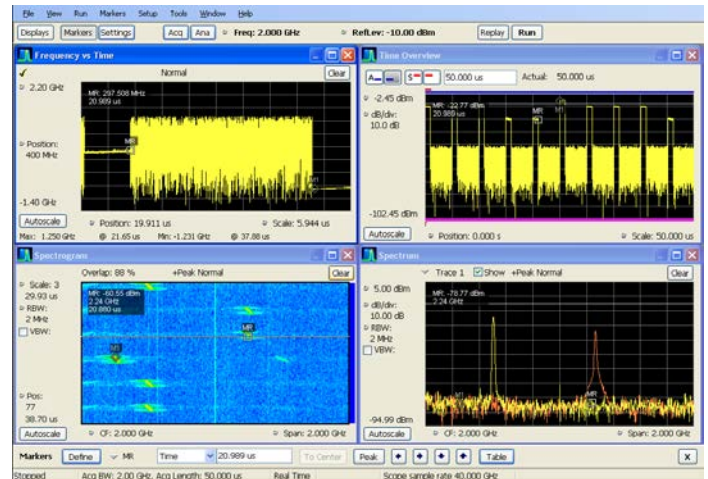 File View Run Markers Setup Tools Window Help
Displays Markers Settings Acq Ana Freq: 2.000 GHz RefLev: -10.00 dBm Replay Run
Frequency vs Time
Normal Clear
2.20 GHz
MR: 297.508 MHz
20.989 us
MR
Position:
400 MHz
M1
-1.40 GHz
Autoscale Position: 19.911 us Scale: 5.944 us
Max: 1.250 GHz @ 21.65 us Min: -1.231 GHz @ 37.88 us
Time Overview
A S 50.000 us Actual: 50.000 us
-2.45 dBm
MR: -22.77 dBm
20.989 us
MR
M1
dB/div:
10.0 dB
-102.45 dBm
Autoscale Position: 0.000 s Scale: 50.000 us
Spectrogram
Overlap: 88 % +Peak Normal Clear
Scale: 3
29.93 us
MR: -60.55 dBm
2.24 GHz
20.860 us
RBW:
2 MHz
VBW:
MR
M1
Pos:
77
38.70 us
Autoscale CF: 2.000 GHz Span: 2.000 GHz
Spectrum
Trace 1 Show +Peak Normal Clear
5.00 dBm
MR: -78.77 dBm
2.24 GHz
dB/div:
10.00 dB
RBW:
2 MHz
VBW:
MR
M1
-94.99 dBm
Autoscale CF: 2.000 GHz Span: 2.000 GHz
Markers Define MR Time 20.989 us To Center Peak Table X
Stopped Acq BW: 2.00 GHz, Acq Length: 50.000 us Real Time Scope sample rate 40.000 GHz